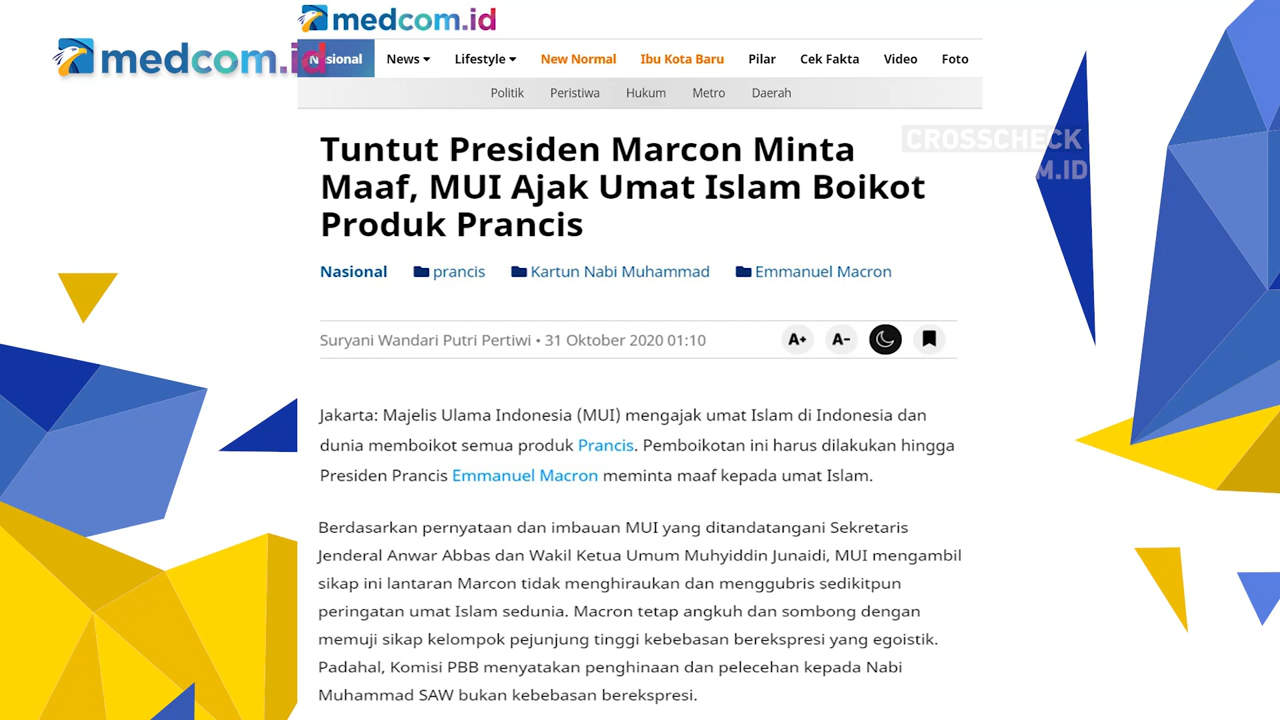 medcom.id
medcom.id
Nasional News Lifestyle New Normal Ibu Kota Baru Pilar Cek Fakta Video Foto
Politik Peristiwa Hukum Metro Daerah
CROSSCHECK
M.ID
Tuntut Presiden Marcon Minta
Maaf, MUI Ajak Umat Islam Boikot
Produk Prancis
Nasional prancis Kartun Nabi Muhammad Emmanuel Macron
Suryani Wandari Putri Pertiwi • 31 Oktober 2020 01:10 A+ A-
Jakarta: Majelis Ulama Indonesia (MUI) mengajak umat Islam di Indonesia dan
dunia memboikot semua produk Prancis. Pemboikotan ini harus dilakukan hingga
Presiden Prancis Emmanuel Macron meminta maaf kepada umat Islam.
Berdasarkan pernyataan dan imbauan MUI yang ditandatangani Sekretaris
Jenderal Anwar Abbas dan Wakil Ketua Umum Muhyiddin Junaidi, MUI mengambil
sikap ini lantaran Marcon tidak menghiraukan dan menggubris sedikitpun
peringatan umat Islam sedunia. Macron tetap angkuh dan sombong dengan
memuji sikap kelompok pejunjung tinggi kebebasan berekspresi yang egoistik.
Padahal, Komisi PBB menyatakan penghinaan dan pelecehan kepada Nabi
Muhammad SAW bukan kebebasan berekspresi.